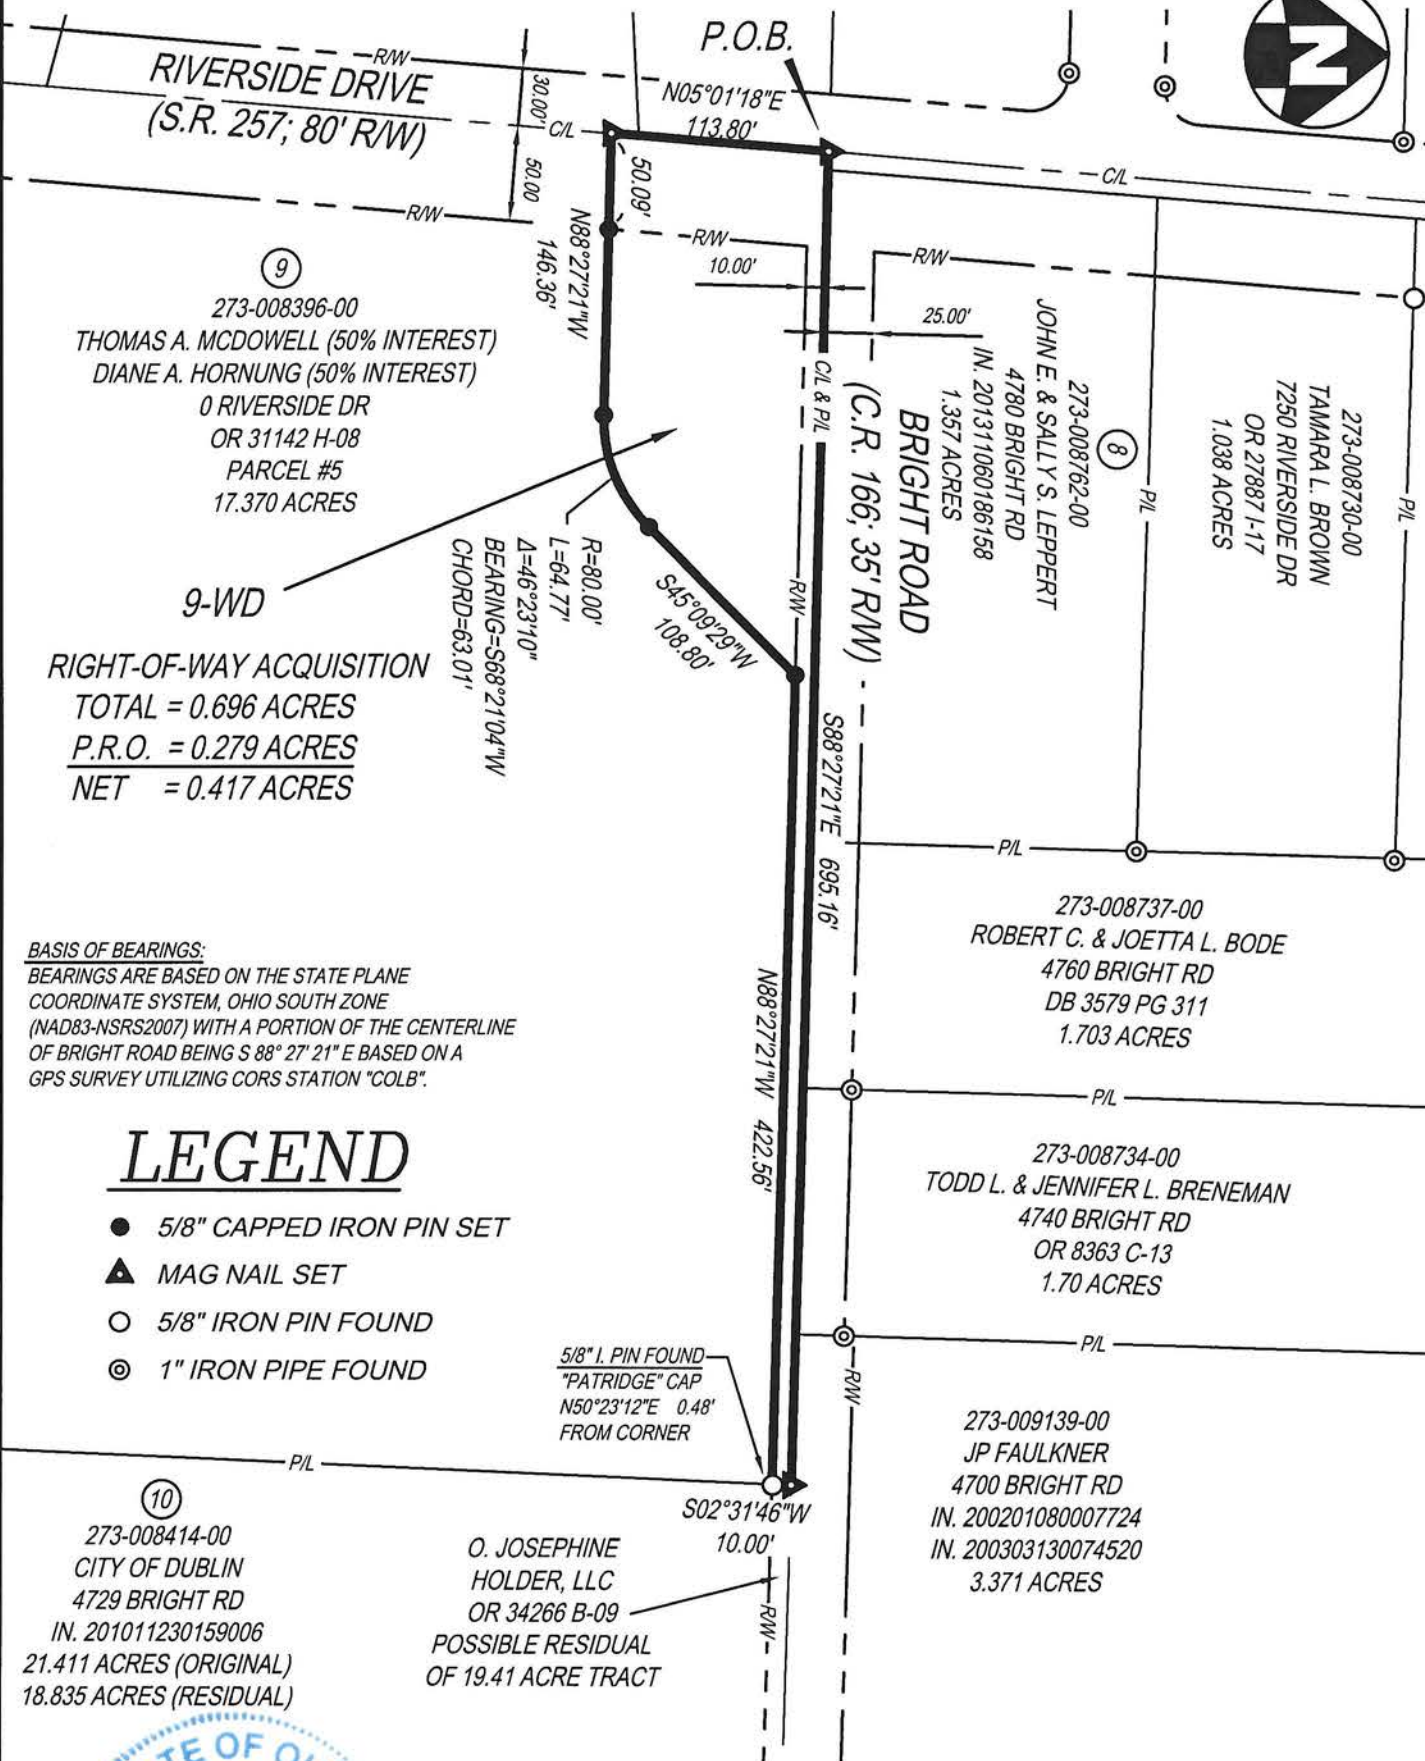 P.O.B.
N
R/W
RIVERSIDE DRIVE
(S.R. 257; 80' R/W)
30.00'
C/L
N05°01'18"E
113.80'
50.00
50.09'
C/L
R/W
N88°27'21"W
146.36'
R/W
10.00'
R/W
25.00'
9
273-008396-00
THOMAS A. MCDOWELL (50% INTEREST)
DIANE A. HORNUNG (50% INTEREST)
0 RIVERSIDE DR
OR 31142 H-08
PARCEL #5
17.370 ACRES
C/L & P/L
BRIGHT ROAD
(C.R. 166; 35' R/W)
8
273-008762-00
JOHN E. & SALLY S. LEPPERT
4780 BRIGHT RD
IN. 201311060186158
1.357 ACRES
P/L
273-008730-00
TAMARA L. BROWN
7250 RIVERSIDE DR
OR 27887 I-17
1.038 ACRES
P/L
R=80.00'
L=64.77'
Δ=46°23'10"
BEARING=S68°21'04"W
CHORD=63.01'
S45°09'29"W
108.80'
R/W
9-WD
RIGHT-OF-WAY ACQUISITION
TOTAL = 0.696 ACRES
P.R.O. = 0.279 ACRES
NET = 0.417 ACRES
S88°27'21"E 695.16'
P/L
273-008737-00
ROBERT C. & JOETTA L. BODE
4760 BRIGHT RD
DB 3579 PG 311
1.703 ACRES
BASIS OF BEARINGS:
BEARINGS ARE BASED ON THE STATE PLANE
COORDINATE SYSTEM, OHIO SOUTH ZONE
(NAD83-NSRS2007) WITH A PORTION OF THE CENTERLINE
OF BRIGHT ROAD BEING S 88° 27' 21" E BASED ON A
GPS SURVEY UTILIZING CORS STATION "COLB".
N88°27'21"W 422.56'
P/L
LEGEND
5/8" CAPPED IRON PIN SET
MAG NAIL SET
5/8" IRON PIN FOUND
1" IRON PIPE FOUND
273-008734-00
TODD L. & JENNIFER L. BRENEMAN
4740 BRIGHT RD
OR 8363 C-13
1.70 ACRES
P/L
5/8" I. PIN FOUND
"PATRIDGE" CAP
N50°23'12"E 0.48'
FROM CORNER
R/W
273-009139-00
JP FAULKNER
4700 BRIGHT RD
IN. 200201080007724
IN. 200303130074520
3.371 ACRES
P/L
S02°31'46"W
10.00'
10
273-008414-00
CITY OF DUBLIN
4729 BRIGHT RD
IN. 201011230159006
21.411 ACRES (ORIGINAL)
18.835 ACRES (RESIDUAL)
O. JOSEPHINE
HOLDER, LLC
OR 34266 B-09
POSSIBLE RESIDUAL
OF 19.41 ACRE TRACT
R/W
OF